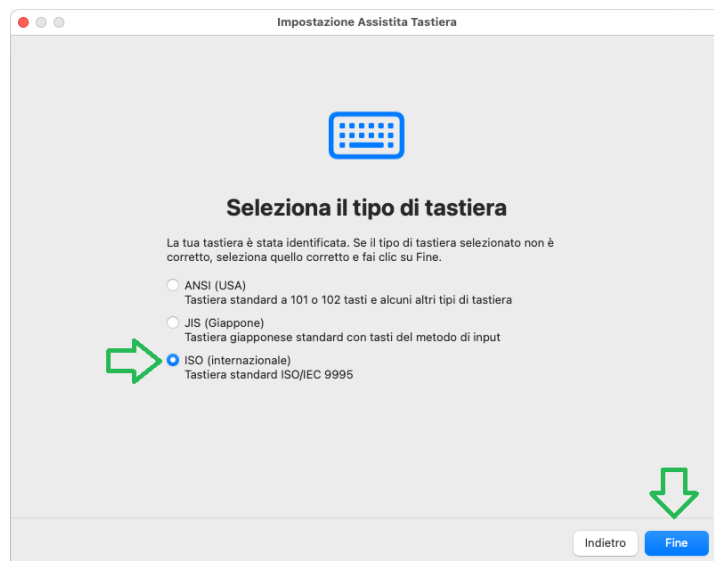 Impostazione Assistita Tastiera
Seleziona il tipo di tastiera
La tua tastiera è stata identificata. Se il tipo di tastiera selezionato non è
corretto, seleziona quello corretto e fai clic su Fine.
ANSI (USA)
Tastiera standard a 101 o 102 tasti e alcuni altri tipi di tastiera
JIS (Giappone)
Tastiera giapponese standard con tasti del metodo di input
ISO (internazionale)
Tastiera standard ISO/IEC 9995
Indietro Fine